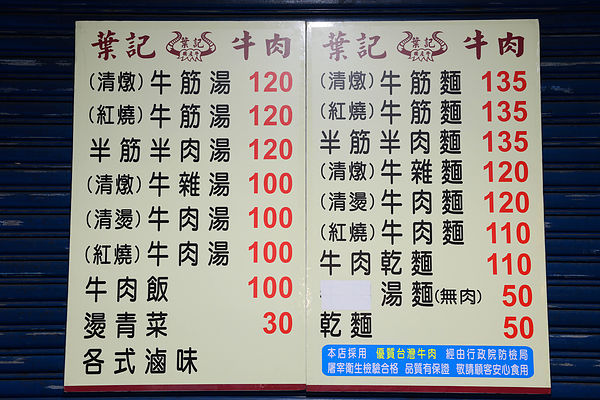 葉記 葉記 牛肉
(清燉)牛筋湯 120
(紅燒)牛筋湯 120
半筋半肉湯 120
(清燉)牛雜湯 100
(清燙)牛肉湯 100
(紅燒)牛肉湯 100
牛肉飯 100
燙青菜 30
各式滷味
葉記 葉記 牛肉
(清燉)牛筋麵 135
(紅燒)牛筋麵 135
半筋半肉麵 135
(清燉)牛雜麵 120
(清燙)牛肉麵 120
(紅燒)牛肉麵 110
牛肉乾麵 110
湯麵(無肉) 50
乾麵 50
本店採用 優質台灣牛肉 經由行政院防檢局
屠宰衛生檢驗合格 品質有保證 敬請顧客安心食用